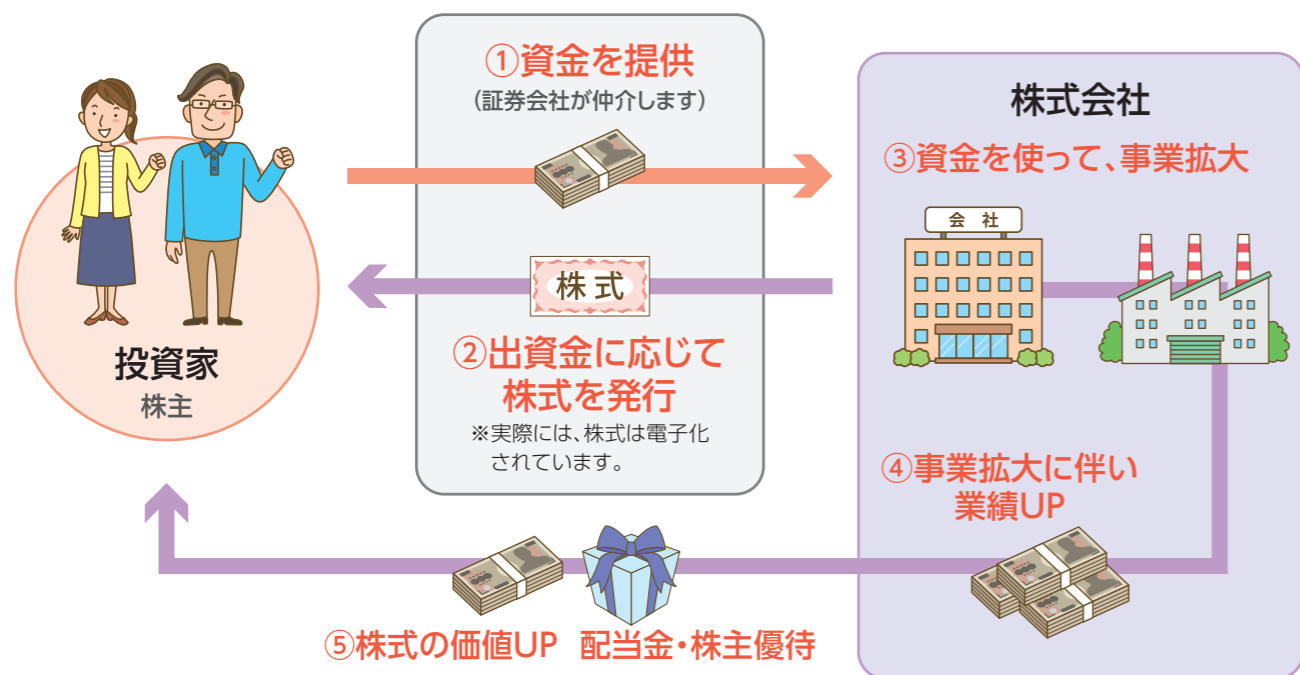 ①資金を提供
(証券会社が仲介します)
株式会社
③資金を使って、事業拡大
会社
株式
②出資金に応じて
株式を発行
※実際には、株式は電子化
されています。
投資家
株主
④事業拡大に伴い
業績UP
⑤株式の価値UP 配当金・株主優待